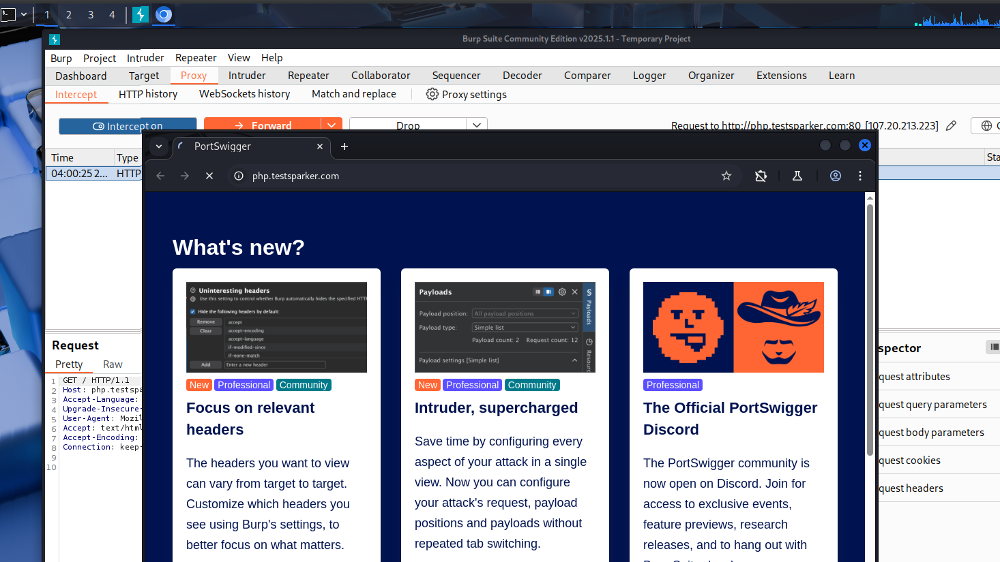 1 2 3 4
Burp Suite Community Edition v2025.1.1 - Temporary Project
Burp Project Intruder Repeater View Help
Dashboard Target Proxy Intruder Repeater Collaborator Sequencer Decoder Comparer Logger Organizer Extensions Learn
Intercept HTTP history WebSockets history Match and replace Proxy settings
Intercept on Forward Drop Request to http://php.testsparker.com:80 [107.20.213.223]
Time Type Sta
04:00:25 2... HTTP
PortSwigger
php.testsparker.com
What's new?
Uninteresting headers
Use this setting to control whether Burp automatically hides the specified HTT
Hide the following headers by default:
Remove accept
Clear accept-encoding
accept-language
if-modified-since
if-none-match
Add Enter a new header
New Professional Community
Focus on relevant
headers
The headers you want to view
can vary from target to target.
Customize which headers you
see using Burp's settings, to
better focus on what matters.
Payloads
Payload position: All payload positions
Payload type: Simple list
Payload count: 2 Request count: 12
Payload settings [Simple list]
Payloads
Resourc
New Professional Community
Intruder, supercharged
Save time by configuring every
aspect of your attack in a single
view. Now you can configure
your attack's request, payload
positions and payloads without
repeated tab switching.
Professional
The Official PortSwigger
Discord
The PortSwigger community is
now open on Discord. Join for
access to exclusive events,
feature previews, research
releases, and to hang out with
Request
Pretty Raw
1 GET / HTTP/1.1
2 Host: php.testspa
3 Accept-Language:
4 Upgrade-Insecure-
5 User-Agent: Mozil
6 Accept: text/html
7 Accept-Encoding:
8 Connection: keep-
9
10
spector
quest attributes
quest query parameters
quest body parameters
quest cookies
quest headers